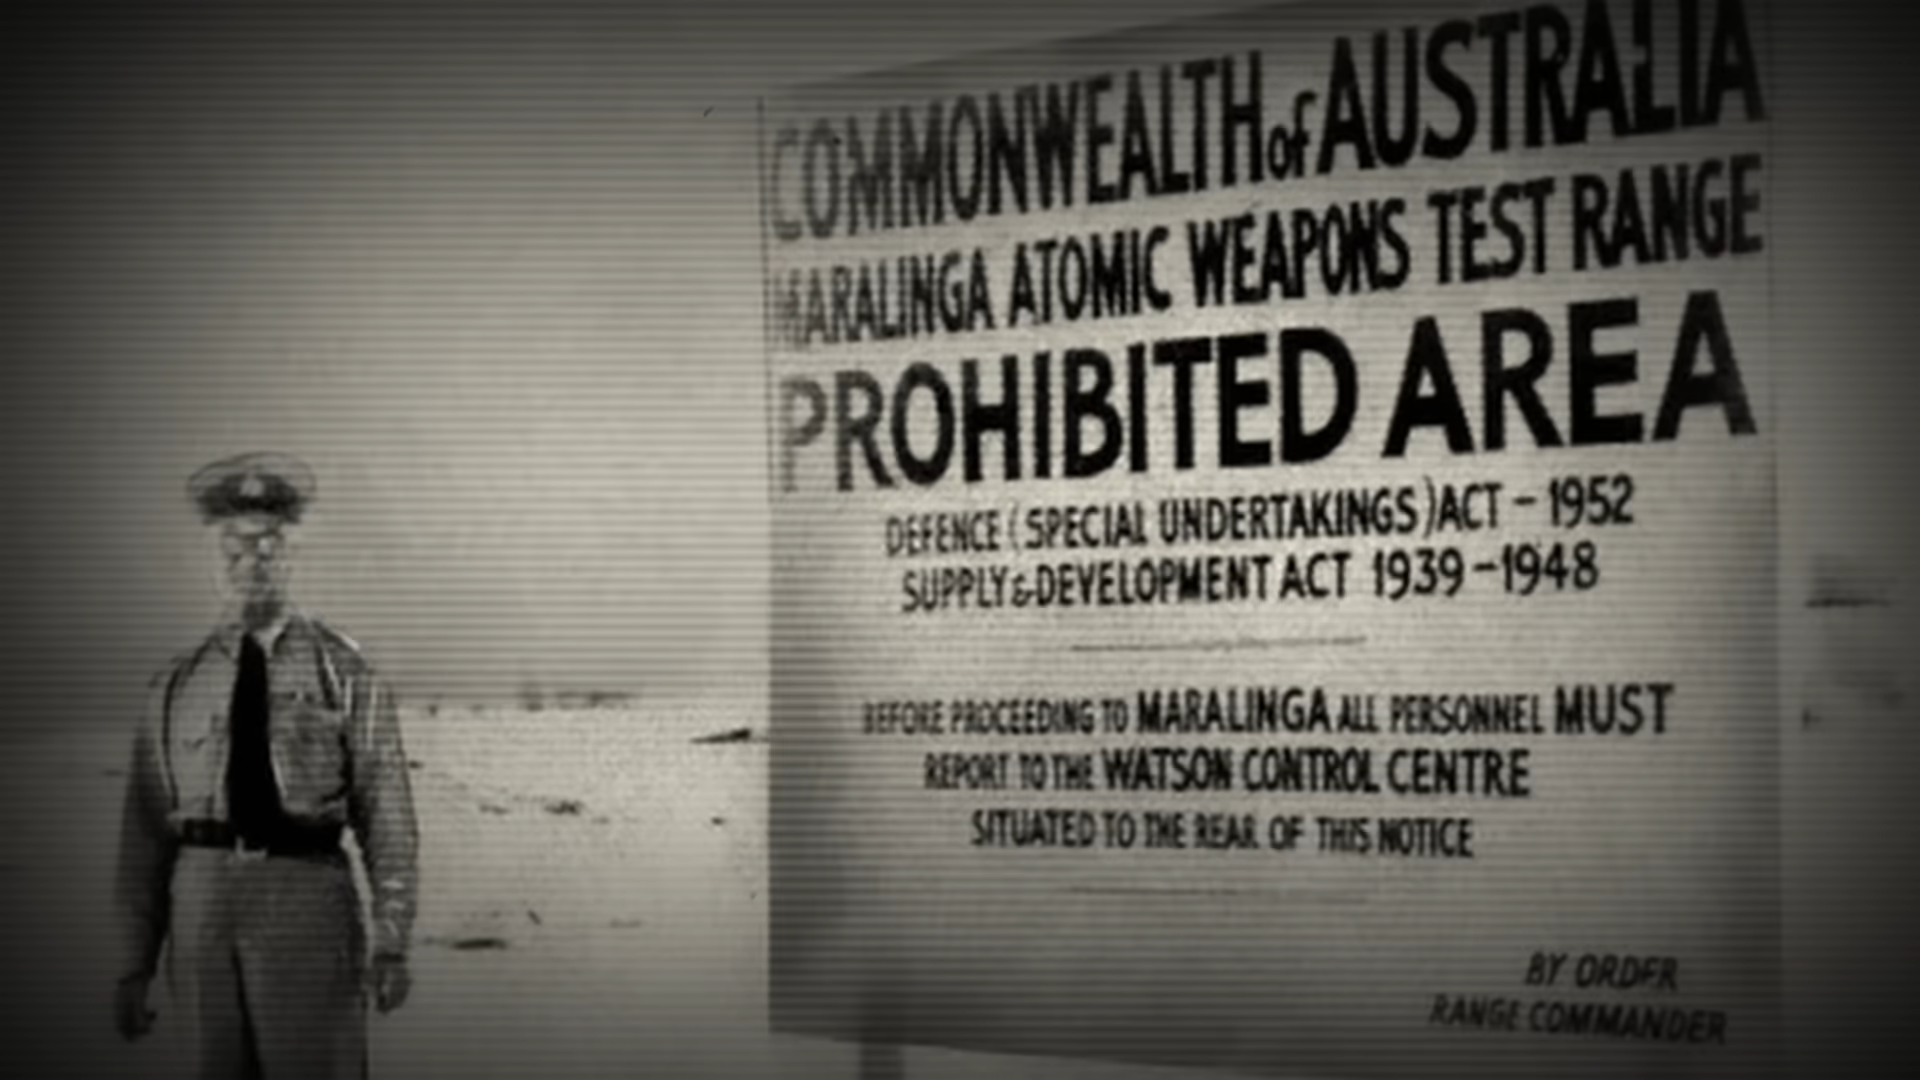 COMMONWEALTH of AUSTRALIA
MARALINGA ATOMIC WEAPONS TEST RANGE
PROHIBITED AREA
DEFENCE (SPECIAL UNDERTAKINGS) ACT - 1952
SUPPLY & DEVELOPMENT ACT 1939-1948
BEFORE PROCEEDING TO MARALINGA ALL PERSONNEL MUST
REPORT TO THE WATSON CONTROL CENTRE
SITUATED TO THE REAR OF THIS NOTICE
BY ORDER
RANGE COMMANDER